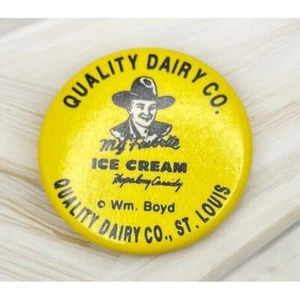 QUALITY DAIRY CO.
My Favorite
ICE CREAM
Hopalong Cassidy
© Wm. Boyd
QUALITY DAIRY CO., ST. LOUIS